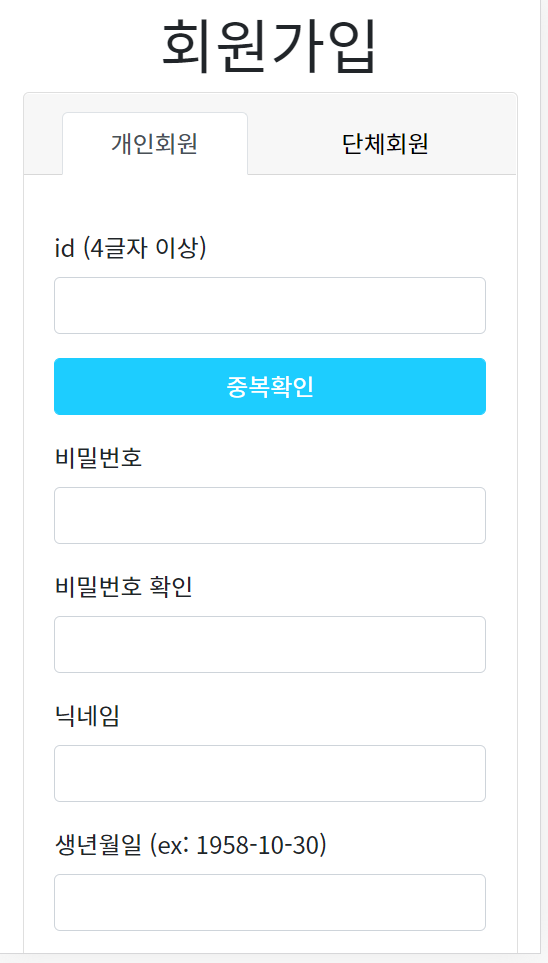 회원가입
개인회원 단체회원
id (4글자 이상)
중복확인
비밀번호
비밀번호 확인
닉네임
생년월일 (ex: 1958-10-30)